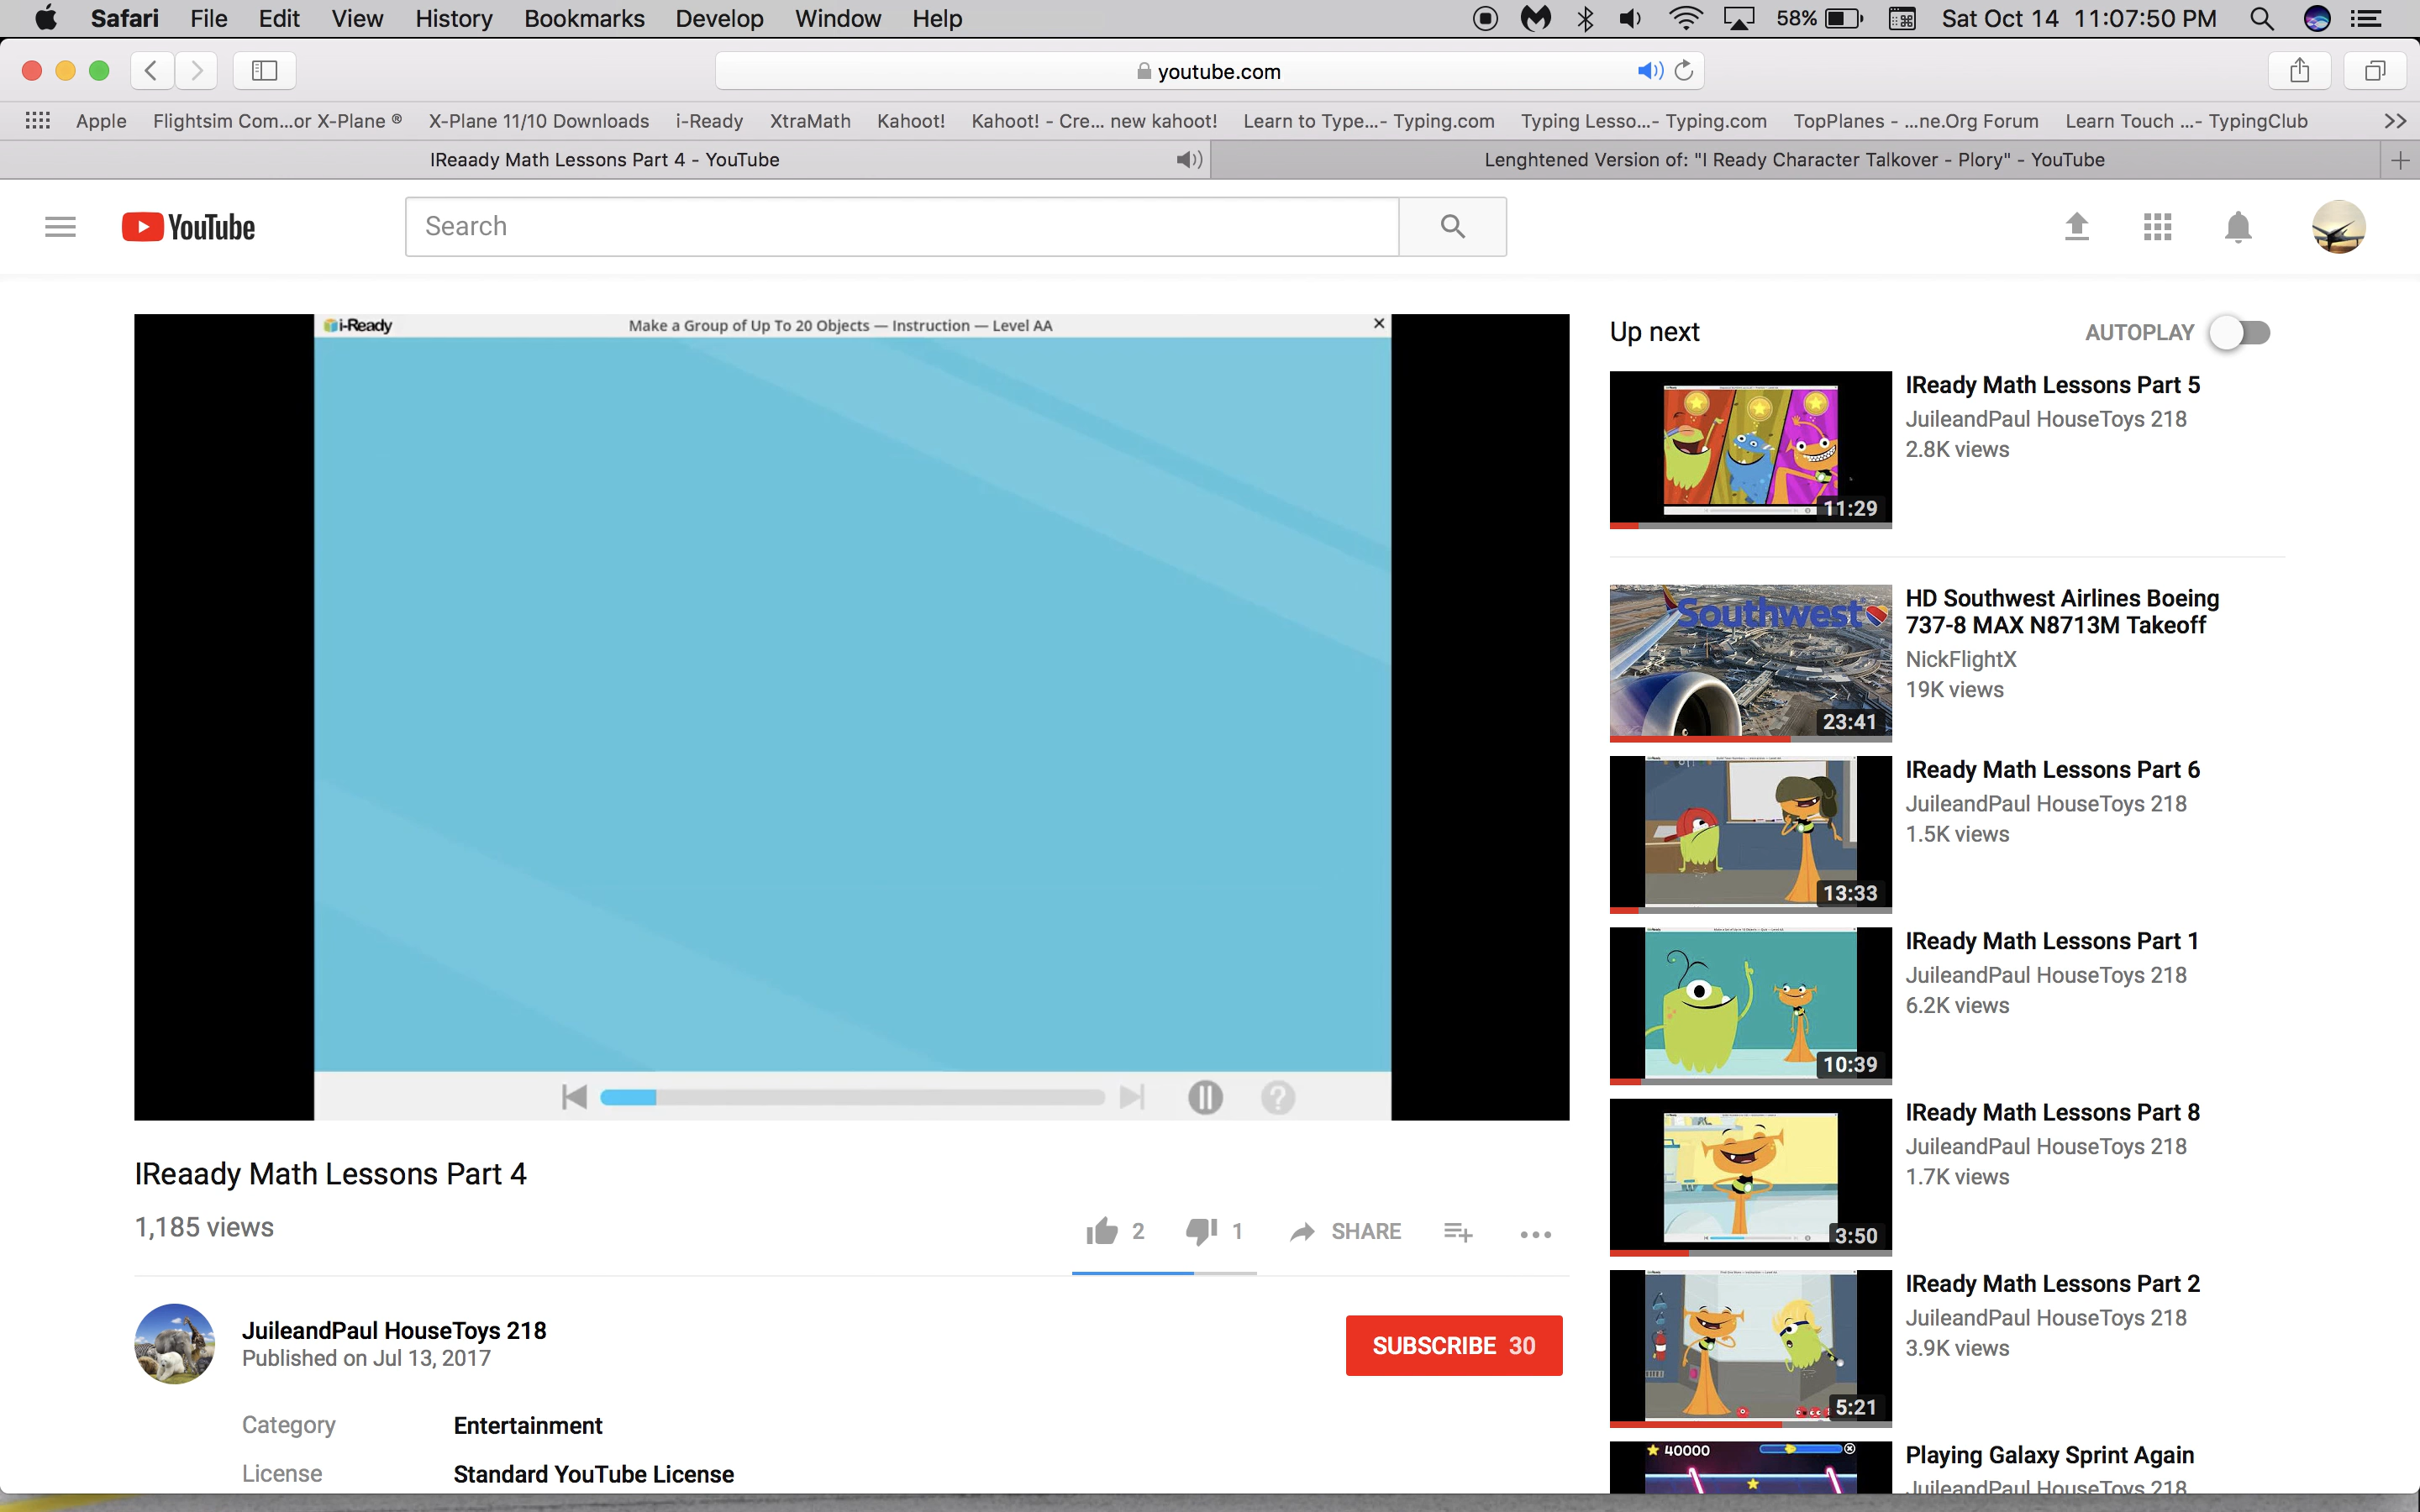 Safari File Edit View History Bookmarks Develop Window Help 58% Sat Oct 14 11:07:50 PM
youtube.com
Apple Flightsim Com...or X-Plane ® X-Plane 11/10 Downloads i-Ready XtraMath Kahoot! Kahoot! - Cre... new kahoot! Learn to Type...- Typing.com Typing Lesso...- Typing.com TopPlanes - ...ne.Org Forum Learn Touch ...- TypingClub >>
IReaady Math Lessons Part 4 - YouTube
Lenghtened Version of: "I Ready Character Talkover - Plory" - YouTube
YouTube
Search
i-Ready
Make a Group of Up To 20 Objects — Instruction — Level AA
IReaady Math Lessons Part 4
1,185 views
2
1
SHARE
JuileandPaul HouseToys 218
Published on Jul 13, 2017
SUBSCRIBE 30
Category Entertainment
License Standard YouTube License
Up next
AUTOPLAY
11:29
IReady Math Lessons Part 5
JuileandPaul HouseToys 218
2.8K views
Southwest
23:41
HD Southwest Airlines Boeing
737-8 MAX N8713M Takeoff
NickFlightX
19K views
13:33
IReady Math Lessons Part 6
JuileandPaul HouseToys 218
1.5K views
10:39
IReady Math Lessons Part 1
JuileandPaul HouseToys 218
6.2K views
3:50
IReady Math Lessons Part 8
JuileandPaul HouseToys 218
1.7K views
5:21
IReady Math Lessons Part 2
JuileandPaul HouseToys 218
3.9K views
40000
Playing Galaxy Sprint Again
JuileandPaul HouseToys 218